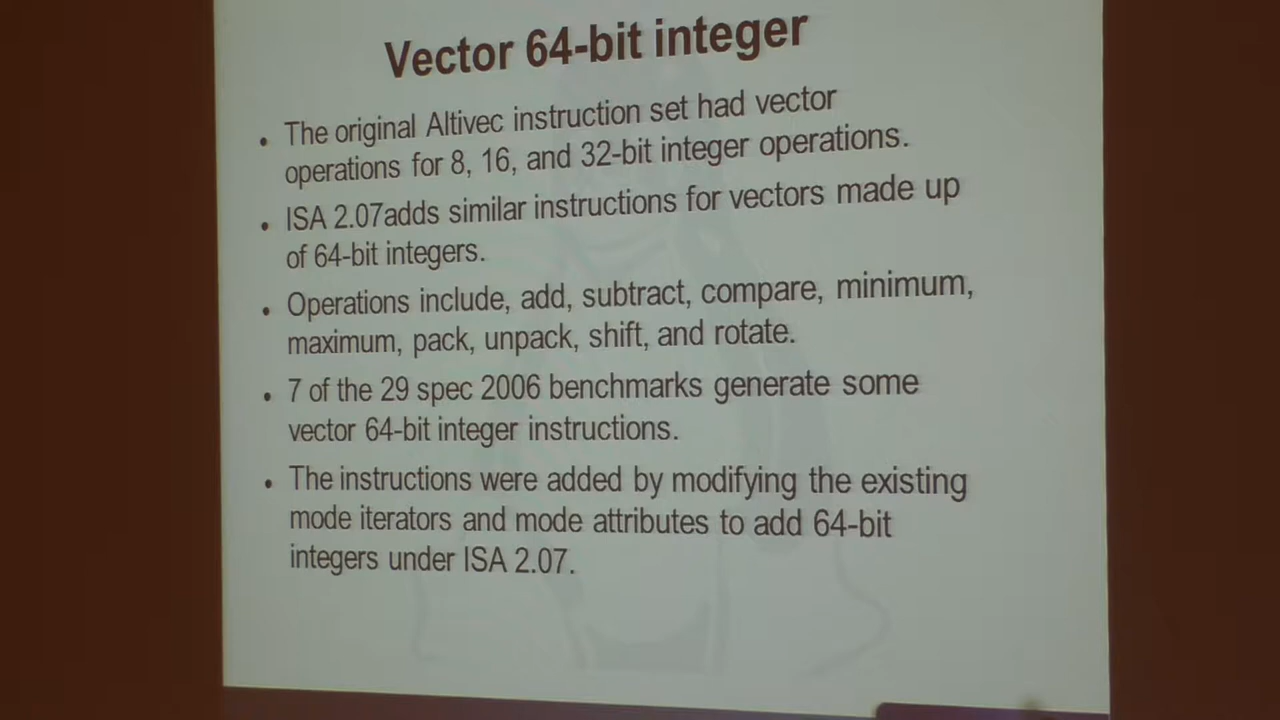 Vector 64-bit integer
• The original Altivec instruction set had vector
operations for 8, 16, and 32-bit integer operations.
• ISA 2.07adds similar instructions for vectors made up
of 64-bit integers.
• Operations include, add, subtract, compare, minimum,
maximum, pack, unpack, shift, and rotate.
• 7 of the 29 spec 2006 benchmarks generate some
vector 64-bit integer instructions.
• The instructions were added by modifying the existing
mode iterators and mode attributes to add 64-bit
integers under ISA 2.07.